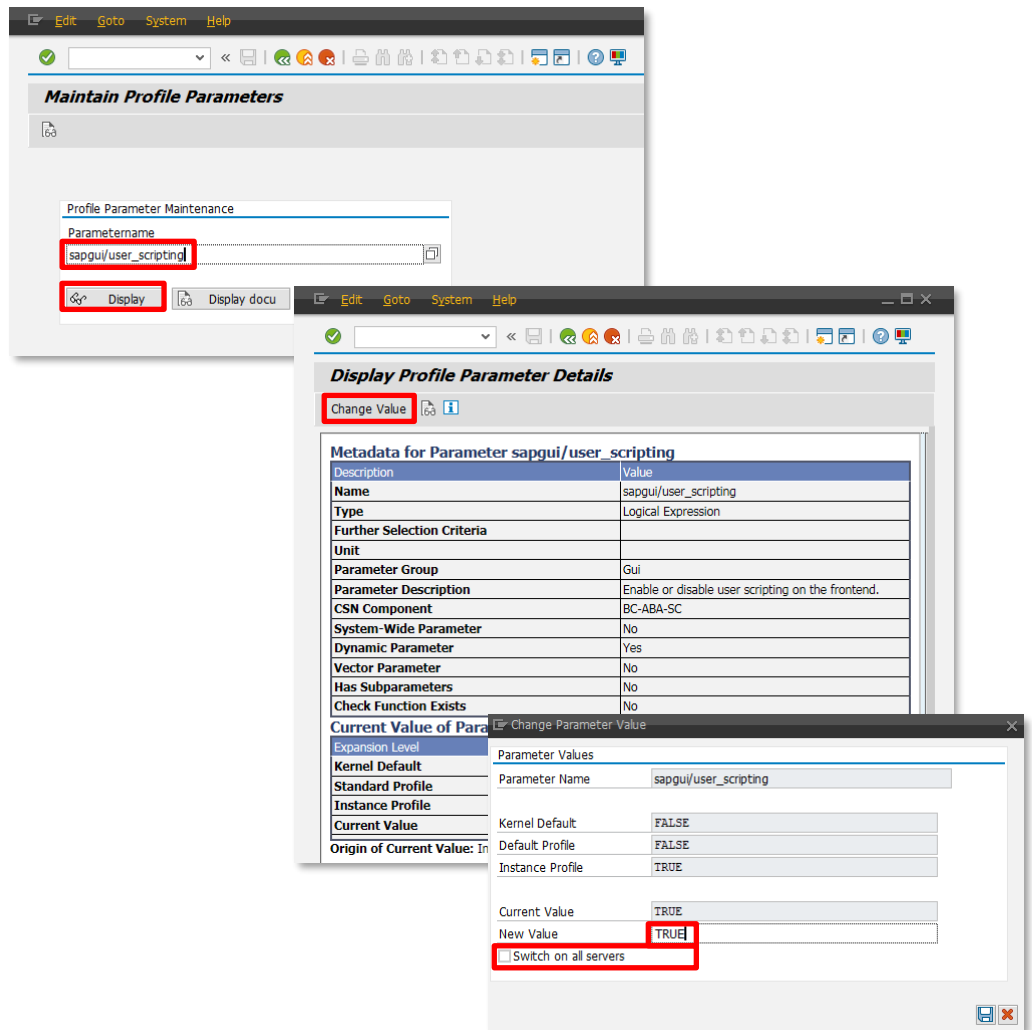 Edit Goto System Help
Maintain Profile Parameters
Profile Parameter Maintenance
Parametername
sapgui/user_scripting
Display Display docu
Edit Goto System Help
Display Profile Parameter Details
Change Value
Metadata for Parameter sapgui/user_scripting
Description Value
Name sapgui/user_scripting
Type Logical Expression
Further Selection Criteria
Unit
Parameter Group Gui
Parameter Description Enable or disable user scripting on the frontend.
CSN Component BC-ABA-SC
System-Wide Parameter No
Dynamic Parameter Yes
Vector Parameter No
Has Subparameters No
Check Function Exists No
Current Value of Para
Expansion Level
Kernel Default
Standard Profile
Instance Profile
Current Value
Origin of Current Value: In
Change Parameter Value
Parameter Values
Parameter Name sapgui/user_scripting
Kernel Default FALSE
Default Profile FALSE
Instance Profile TRUE
Current Value TRUE
New Value TRUE
Switch on all servers